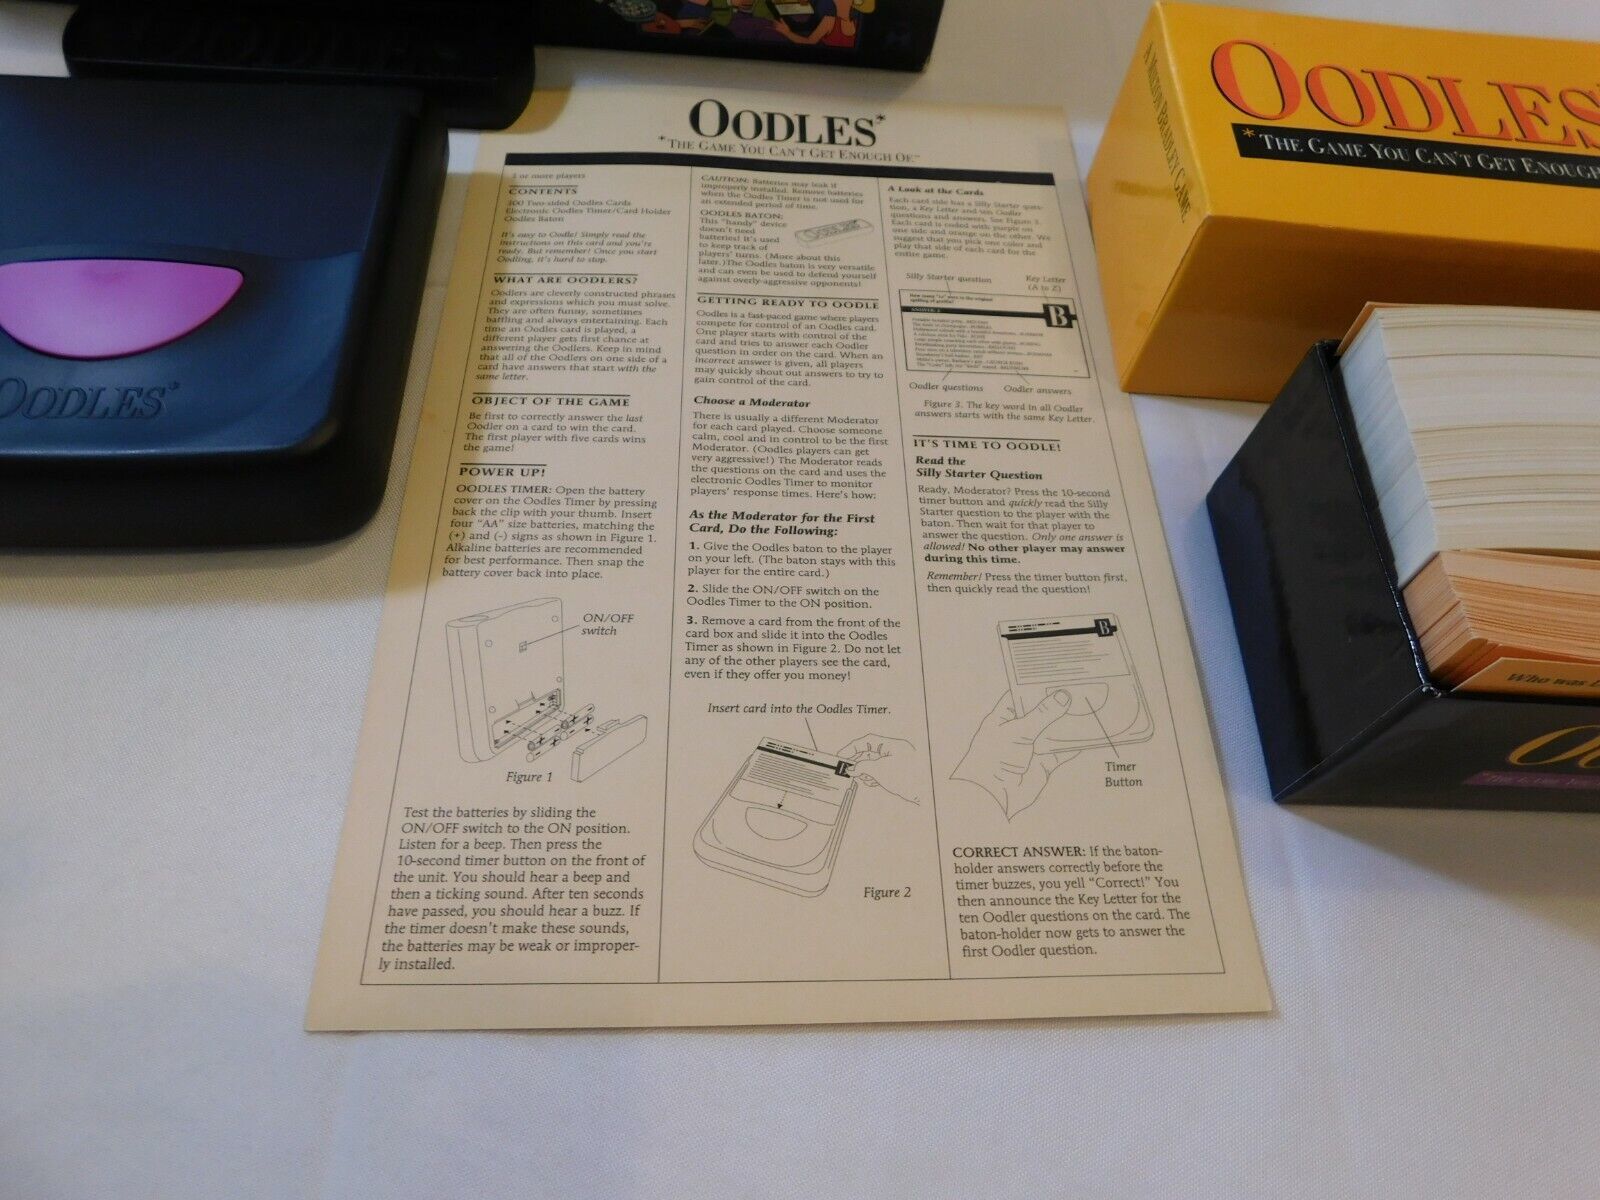 OODLES*
*THE GAME YOU CAN'T GET ENOUGH OF.™
or more players
CONTENTS
Two-sided Oodles Cards
Electronic Oodles Timer/Card Holder
Oodles Baton
It's easy to Oodle! Simply read the
instructions on this card and you're
ready. But remember! Once you start
Oodling, it's hard to stop.
WHAT ARE OODLERS?
Oodlers are cleverly constructed phrases
and expressions which you must solve.
They are often funny, sometimes
baffling and always entertaining. Each
time an Oodles card is played, a
different player gets first chance at
answering the Oodlers. Keep in mind
that all of the Oodlers on one side of a
card have answers that start with the
same letter.
OBJECT OF THE GAME
Be first to correctly answer the last
Oodler on a card to win the card.
The first player with five cards wins
the game!
POWER UP!
OODLES TIMER: Open the battery
cover on the Oodles Timer by pressing
back the clip with your thumb. Insert
four "AA" size batteries, matching the
(+) and (-) signs as shown in Figure 1.
Alkaline batteries are recommended
for best performance. Then snap the
battery cover back into place.
ON/OFF
switch
Figure 1
Test the batteries by sliding the
ON/OFF switch to the ON position.
Listen for a beep. Then press the
10-second timer button on the front of
the unit. You should hear a beep and
then a ticking sound. After ten seconds
have passed, you should hear a buzz. If
the timer doesn't make these sounds,
the batteries may be weak or improper-
ly installed.
CAUTION: Batteries may leak if
improperly installed. Remove batteries
when the Oodles Timer is not used for
an extended period of time.
OODLES BATON:
This "handy" device
doesn't need
batteries! It's used
to keep track of
players' turns. (More about this
later.) The Oodles baton is very versatile
and can even be used to defend yourself
against overly-aggressive opponents!
GETTING READY TO OODLE
Oodles is a fast-paced game where players
compete for control of an Oodles card.
One player starts with control of the
card and tries to answer each Oodler
question in order on the card. When an
incorrect answer is given, all players
may quickly shout out answers to try to
gain control of the card.
Choose a Moderator
There is usually a different Moderator
for each card played. Choose someone
calm, cool and in control to be the first
Moderator. (Oodles players can get
very aggressive!) The Moderator reads
the questions on the card and uses the
electronic Oodles Timer to monitor
players' response times. Here's how:
As the Moderator for the First
Card, Do the Following:
1. Give the Oodles baton to the player
on your left. (The baton stays with this
player for the entire card.)
2. Slide the ON/OFF switch on the
Oodles Timer to the ON position.
3. Remove a card from the front of the
card box and slide it into the Oodles
Timer as shown in Figure 2. Do not let
any of the other players see the card,
even if they offer you money!
Insert card into the Oodles Timer.
Figure 2
A Look at the Cards
Each card side has a Silly Starter ques-
tion, a Key Letter and ten Oodler
questions and answers. See Figure 3.
Each card is coded with purple on
one side and orange on the other. We
suggest that you pick one color and
play that side of each card for the
entire game.
Silly Starter question
Key Letter
(A to Z)
B
Oodler questions
Oodler answers
Figure 3. The key word in all Oodler
answers starts with the same Key Letter.
IT'S TIME TO OODLE!
Read the
Silly Starter Question
Ready, Moderator? Press the 10-second
timer button and quickly read the Silly
Starter question to the player with the
baton. Then wait for that player to
answer the question. Only one answer is
allowed! No other player may answer
during this time.
Remember! Press the timer button first,
then quickly read the question!
B
Timer
Button
CORRECT ANSWER: If the baton-
holder answers correctly before the
timer buzzes, you yell "Correct!" You
then announce the Key Letter for the
ten Oodler questions on the card. The
baton-holder now gets to answer the
first Oodler question.
OODLES*
A MILTON BRADLEY GAME
OODLES
*THE GAME YOU CAN'T GET ENOUGH
Who was